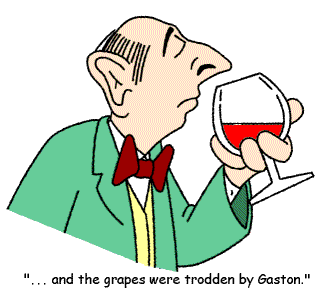 "... and the grapes were trodden by Gaston."